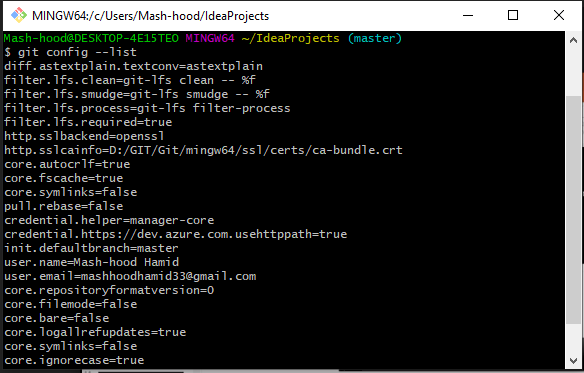 MINGW64:/c/Users/Mash-hood/IdeaProjects
Mash-hood@DESKTOP-4E15TEO MINGW64 ~/IdeaProjects (master)
$ git config --list
diff.astextplain.textconv=astextplain
filter.lfs.clean=git-lfs clean -- %f
filter.lfs.smudge=git-lfs smudge -- %f
filter.lfs.process=git-lfs filter-process
filter.lfs.required=true
http.sslbackend=openssl
http.sslcainfo=D:/GIT/Git/mingw64/ssl/certs/ca-bundle.crt
core.autocrlf=true
core.fscache=true
core.symlinks=false
pull.rebase=false
credential.helper=manager-core
credential.https://dev.azure.com.usehttppath=true
init.defaultbranch=master
user.name=Mash-hood Hamid
user.email=mashhoodhamid33@gmail.com
core.repositoryformatversion=0
core.filemode=false
core.bare=false
core.logallrefupdates=true
core.symlinks=false
core.ignorecase=true